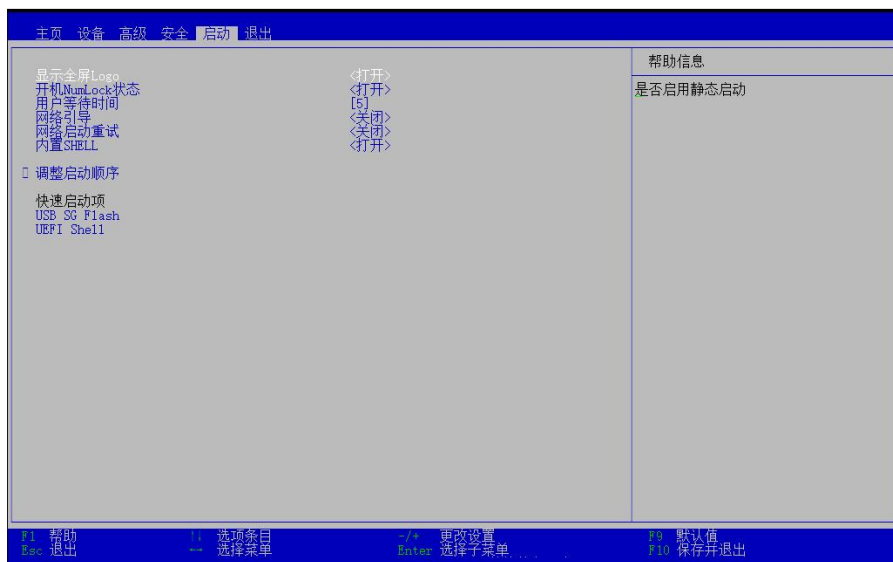 主页 设备 高级 安全 启动 退出
帮助信息
显示全屏Logo <打开>
是否启用静态启动
开机NumLock状态 <打开>
用户等待时间 [5]
网络引导 <关闭>
网络启动重试 <关闭>
内置SHELL <打开>
调整启动顺序
快速启动项
USB SG Flash
UEFI Shell
F1 帮助 ↑↓ 选项条目 -/+ 更改设置 F9 默认值
Esc 退出 ↔ 选择菜单 Enter 选择子菜单 F10 保存并退出